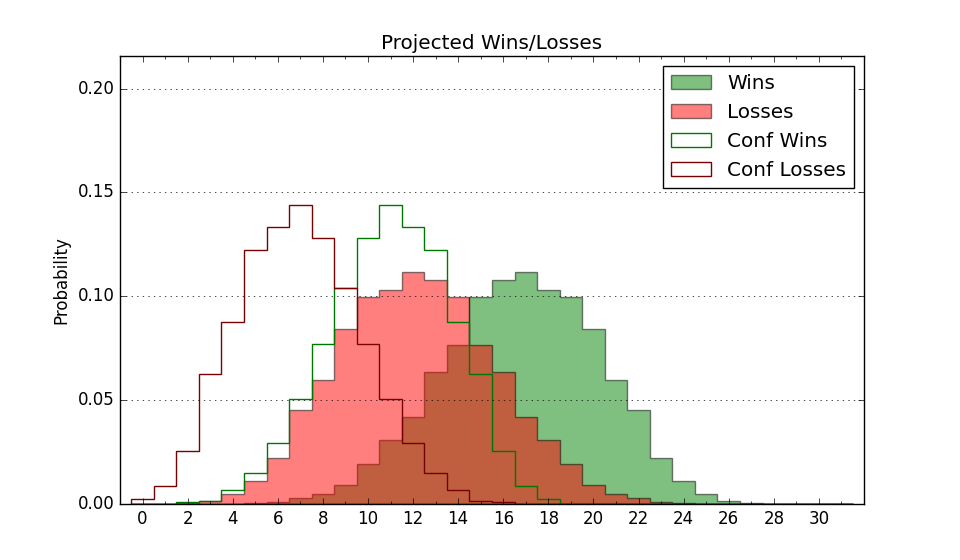 Projected Wins/Losses
Wins
Losses
Conf Wins
Conf Losses
Probability
0.20
0.15
0.10
0.05
0.00
0 2 4 6 8 10 12 14 16 18 20 22 24 26 28 30